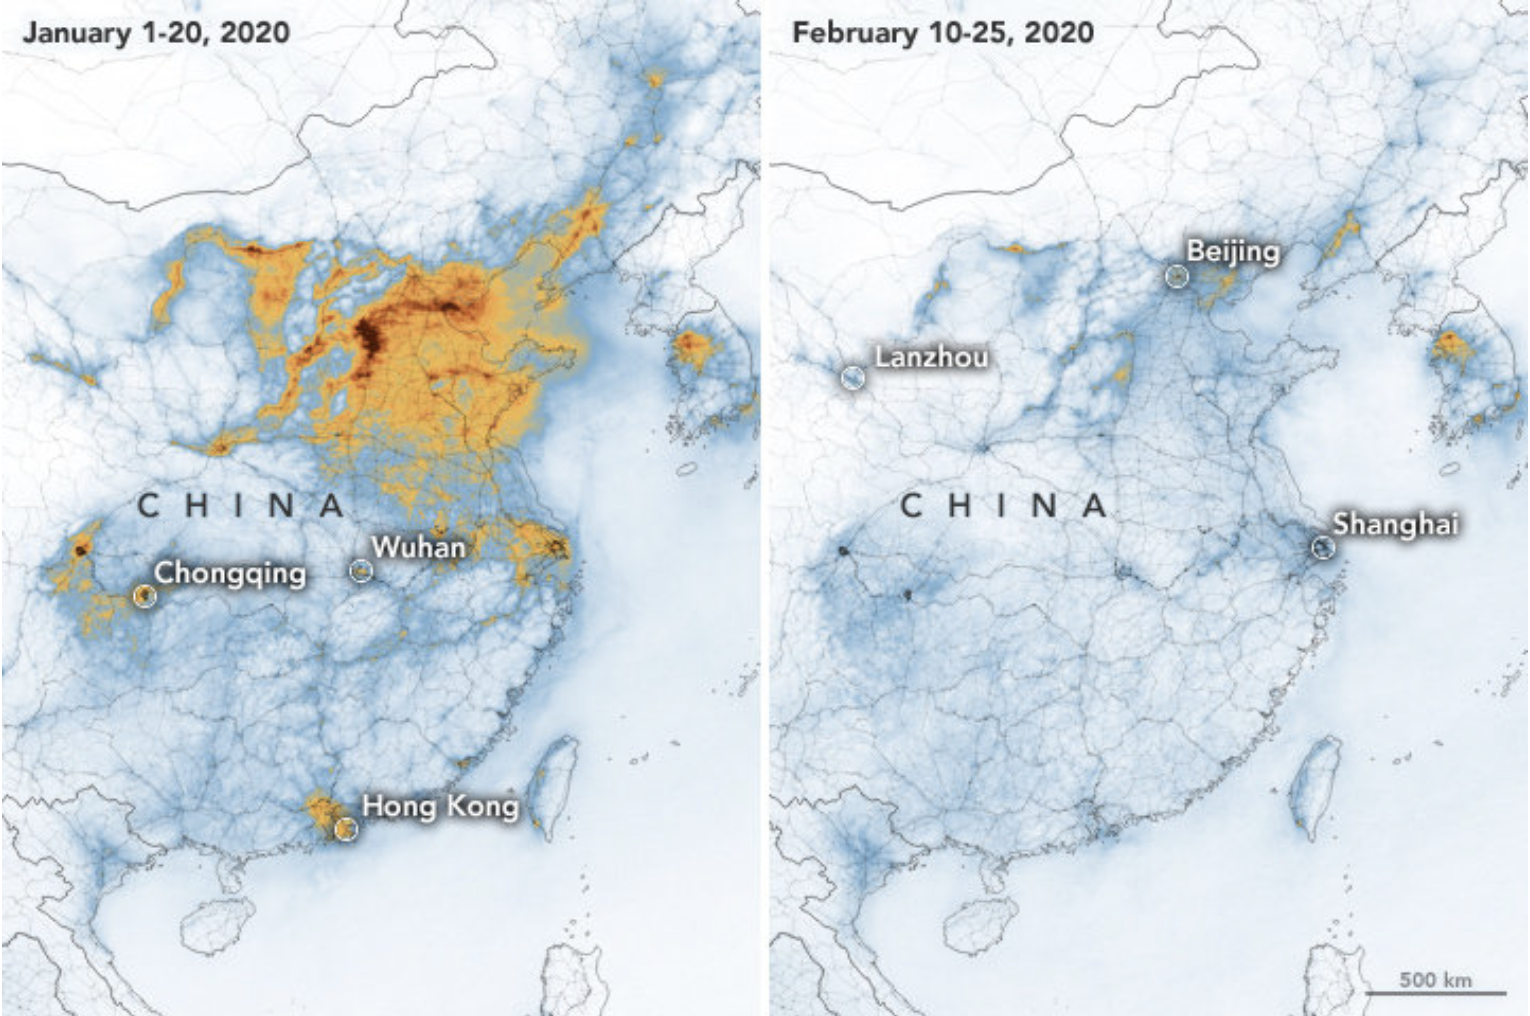 January 1-20, 2020
CHINA
Wuhan
Chongqing
Hong Kong
February 10-25, 2020
Beijing
Lanzhou
CHINA
Shanghai
500 km